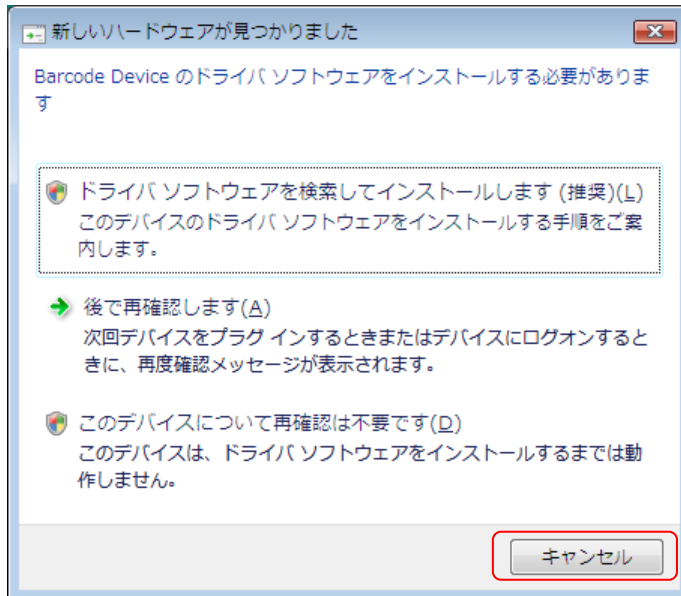 新しいハードウェアが見つかりました
Barcode Device のドライバ ソフトウェアをインストールする必要がありま
す
ドライバ ソフトウェアを検索してインストールします (推奨)(L)
このデバイスのドライバ ソフトウェアをインストールする手順をご案
内します。
後で再確認します(A)
次回デバイスをプラグ インするときまたはデバイスにログオンすると
きに、再度確認メッセージが表示されます。
このデバイスについて再確認は不要です(D)
このデバイスは、ドライバ ソフトウェアをインストールするまでは動
作しません。
キャンセル